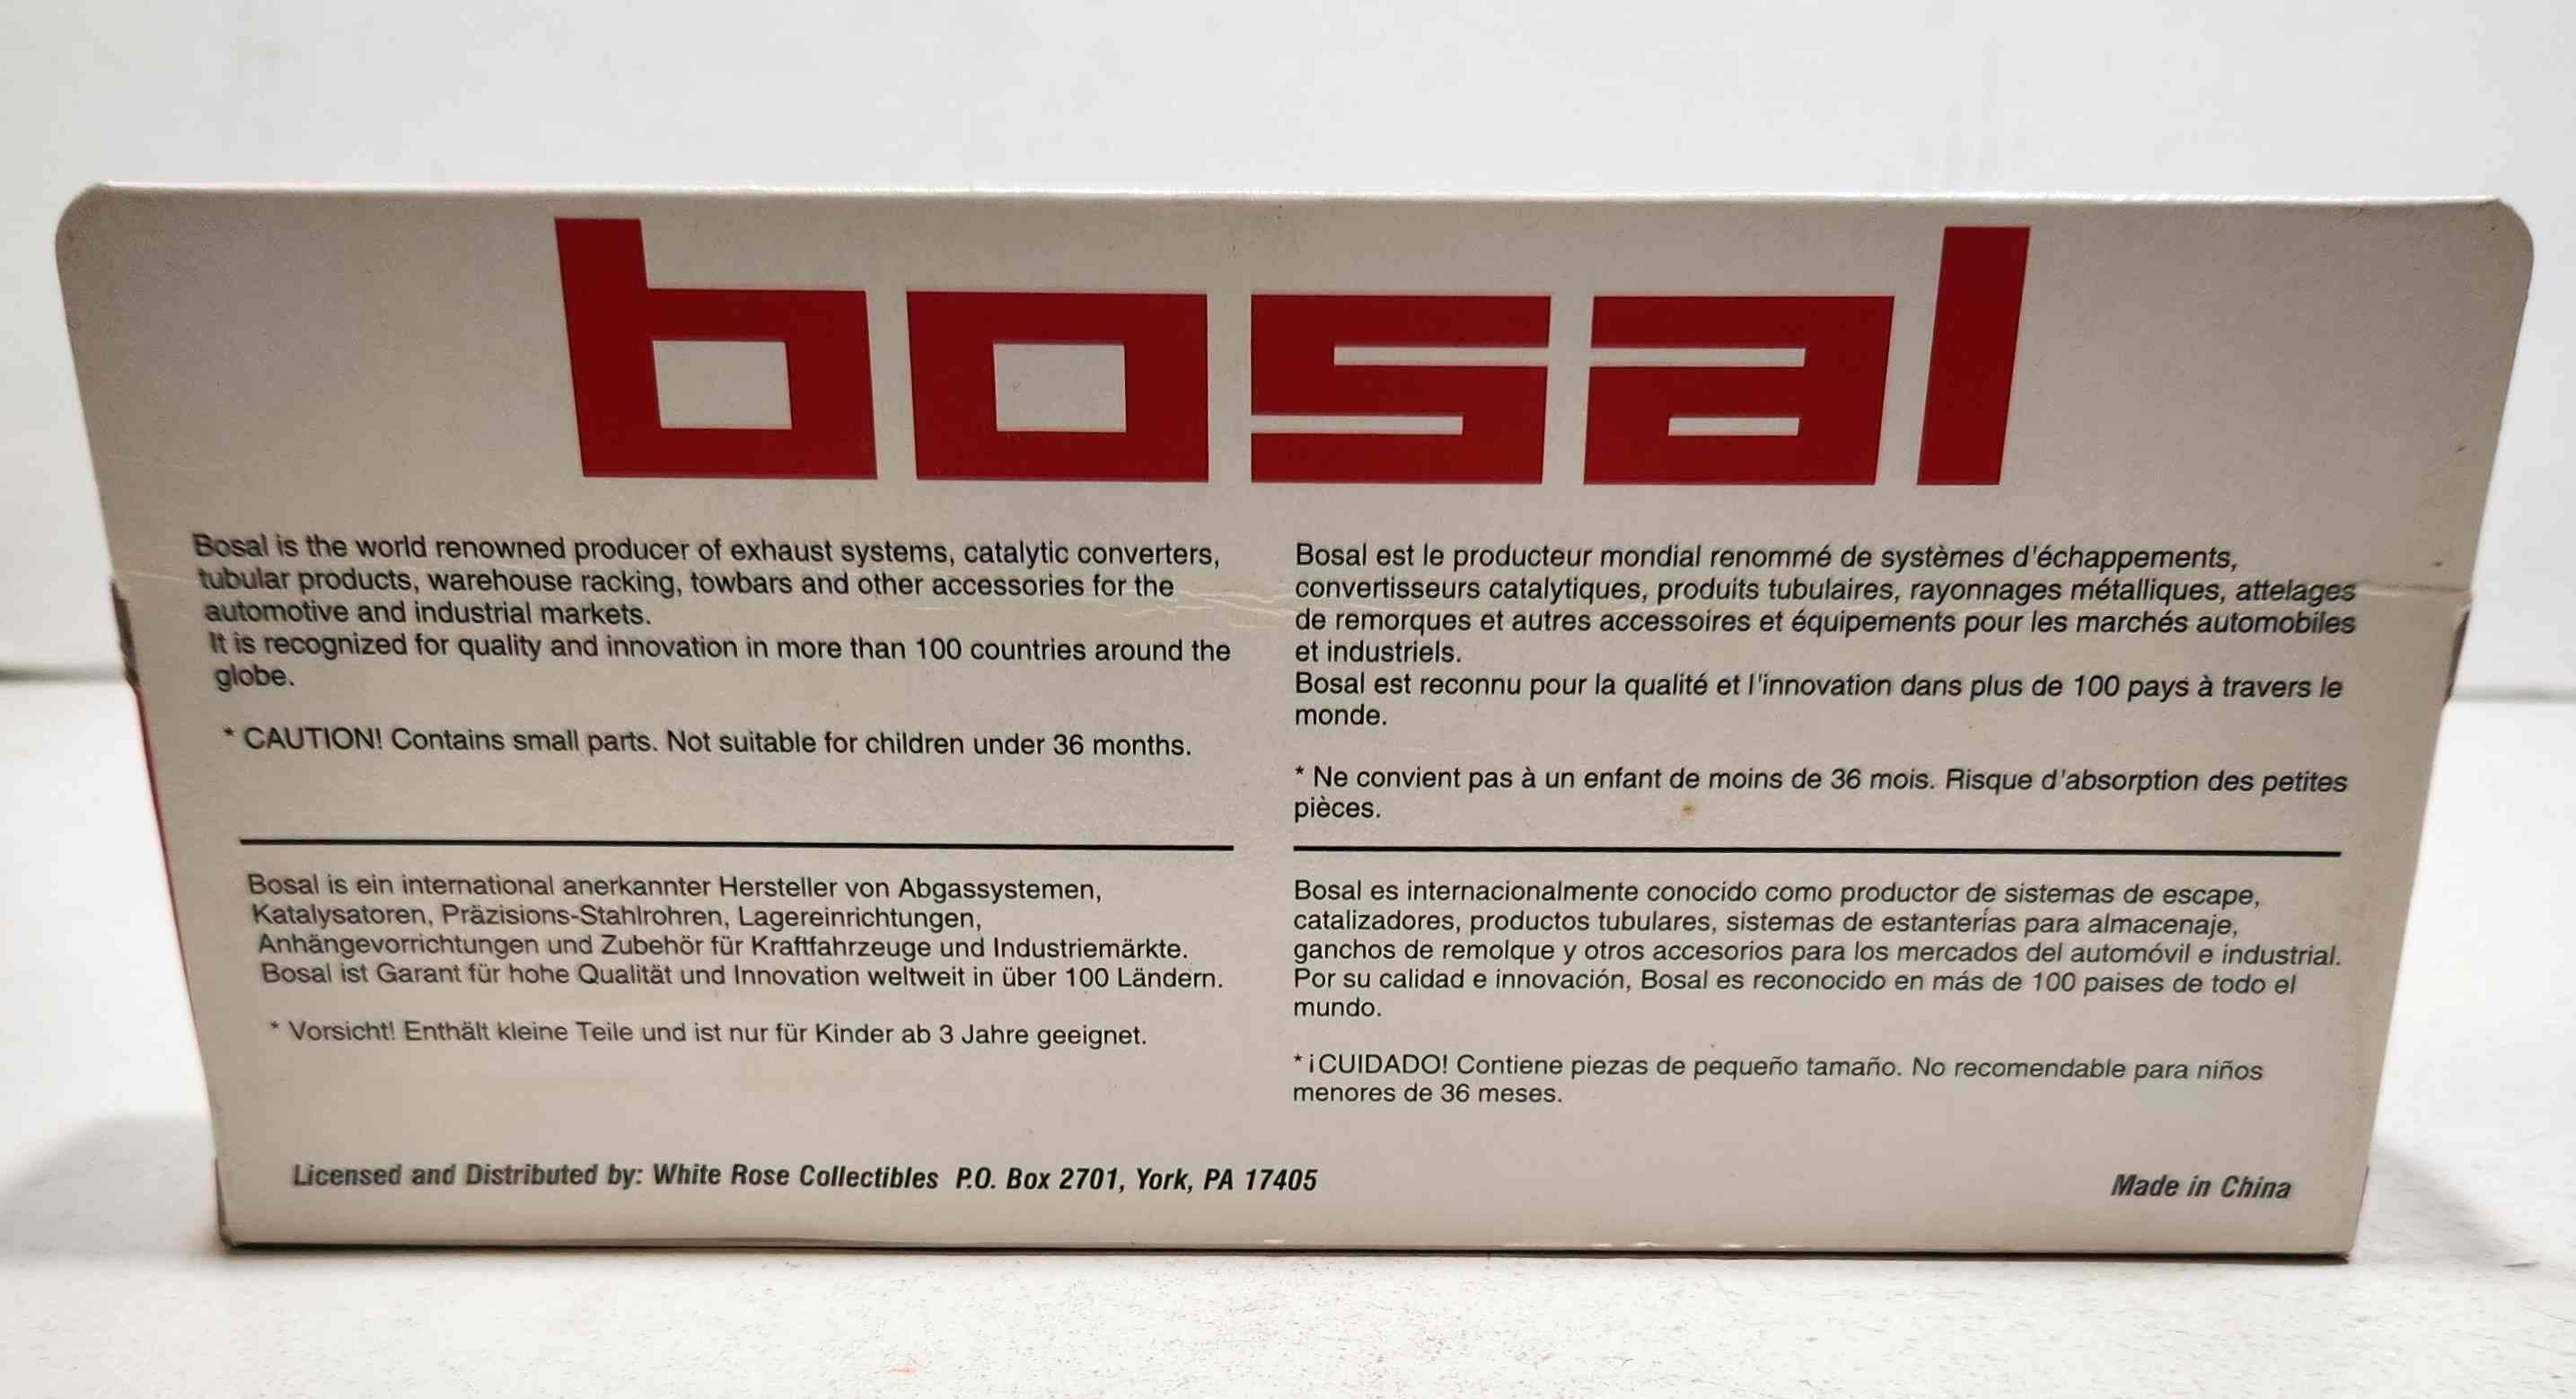 bosal
Bosal is the world renowned producer of exhaust systems, catalytic converters,
tubular products, warehouse racking, towbars and other accessories for the
automotive and industrial markets.
It is recognized for quality and innovation in more than 100 countries around the
globe.
* CAUTION! Contains small parts. Not suitable for children under 36 months.
Bosal est le producteur mondial renommé de systèmes d'échappements,
convertisseurs catalytiques, produits tubulaires, rayonnages métalliques, attelages
de remorques et autres accessoires et équipements pour les marchés automobiles
et industriels.
Bosal est reconnu pour la qualité et l'innovation dans plus de 100 pays à travers le
monde.
* Ne convient pas à un enfant de moins de 36 mois. Risque d'absorption des petites
pièces.
Bosal is ein international anerkannter Hersteller von Abgassystemen,
Katalysatoren, Präzisions-Stahlrohren, Lagereinrichtungen,
Anhängevorrichtungen und Zubehör für Kraftfahrzeuge und Industriemärkte.
Bosal ist Garant für hohe Qualität und Innovation weltweit in über 100 Ländern.
* Vorsicht! Enthält kleine Teile und ist nur für Kinder ab 3 Jahre geeignet.
Bosal es internacionalmente conocido como productor de sistemas de escape,
catalizadores, productos tubulares, sistemas de estanterías para almacenaje,
ganchos de remolque y otros accesorios para los mercados del automóvil e industrial.
Por su calidad e innovación, Bosal es reconocido en más de 100 paises de todo el
mundo.
* ¡CUIDADO! Contiene piezas de pequeño tamaño. No recomendable para niños
menores de 36 meses.
Licensed and Distributed by: White Rose Collectibles P.O. Box 2701, York, PA 17405
Made in China